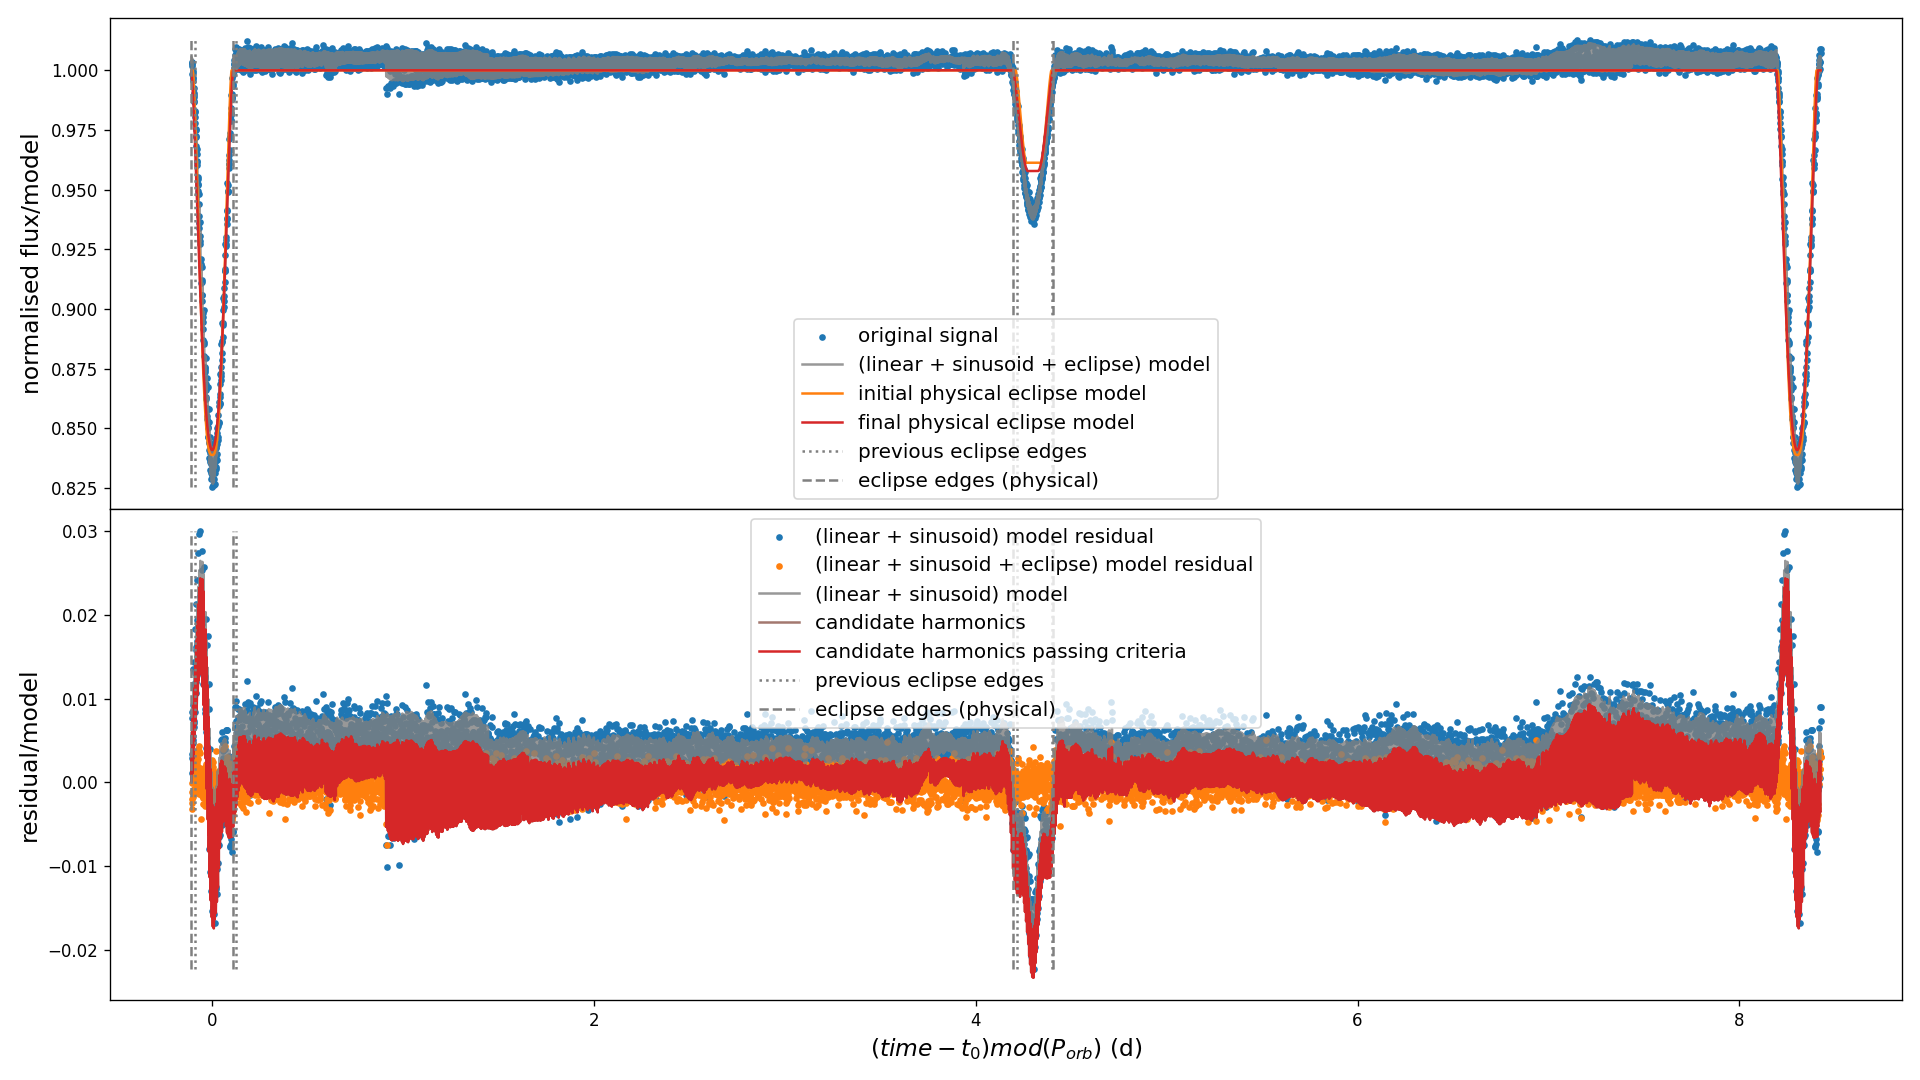 normalised flux/model
1.000
0.975
0.950
0.925
0.900
0.875
0.850
0.825
original signal
(linear + sinusoid + eclipse) model
initial physical eclipse model
final physical eclipse model
previous eclipse edges
eclipse edges (physical)
residual/model
0.03
0.02
0.01
0.00
−0.01
−0.02
(linear + sinusoid) model residual
(linear + sinusoid + eclipse) model residual
(linear + sinusoid) model
candidate harmonics
candidate harmonics passing criteria
previous eclipse edges
eclipse edges (physical)
0 2 4 6 8
(time − t₀)mod(P_orb) (d)